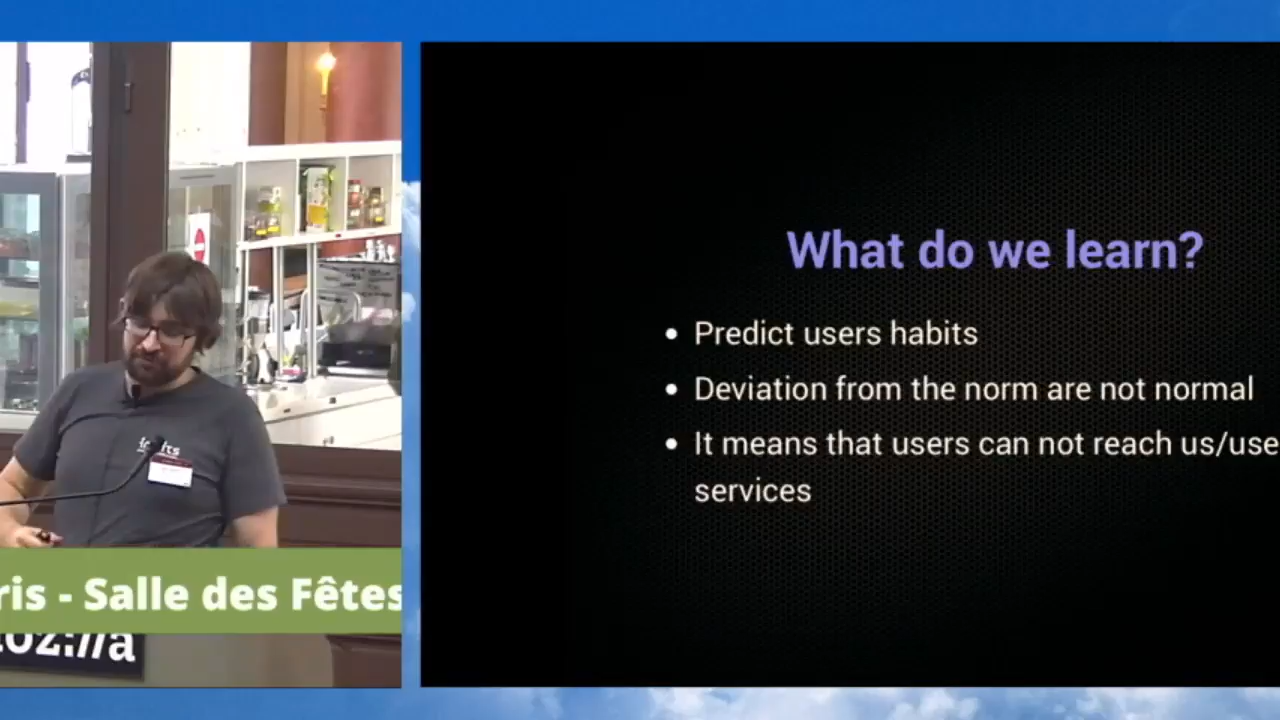 What do we learn?
• Predict users habits
• Deviation from the norm are not normal
• It means that users can not reach us/use
services
ris - Salle des Fêtes
moz://a